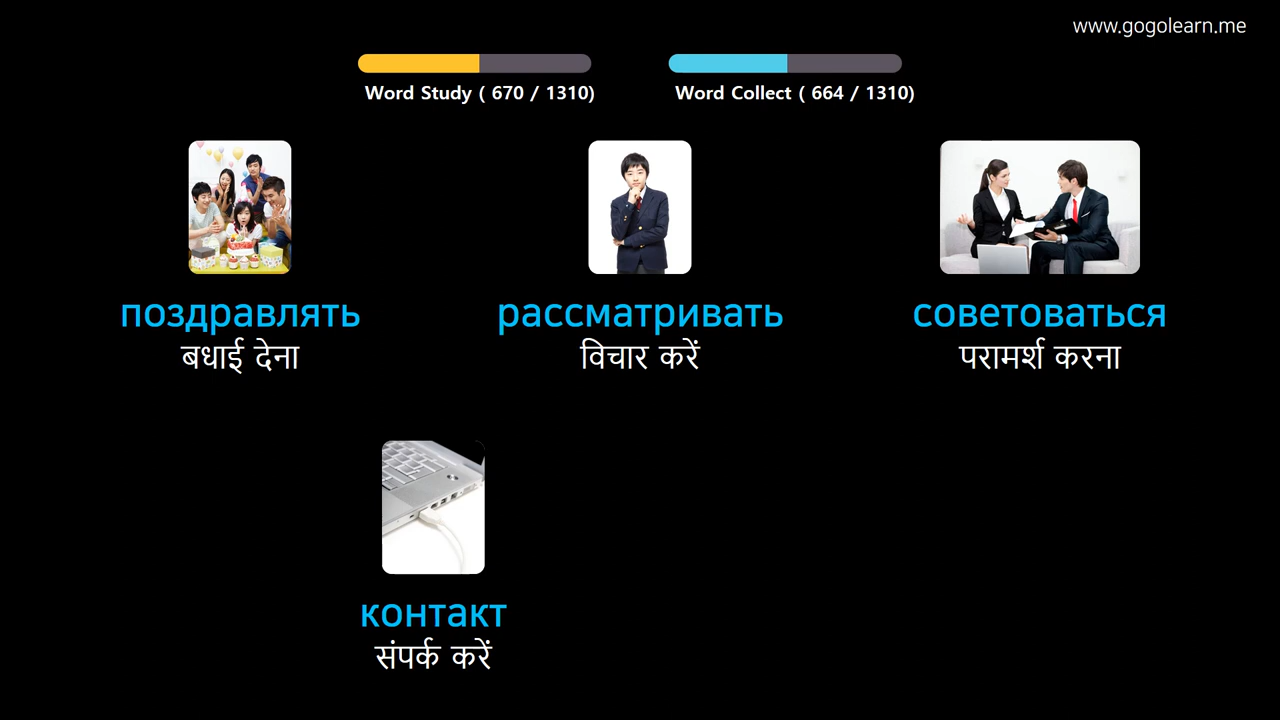 www.gogolearn.me
Word Study ( 670 / 1310)
Word Collect ( 664 / 1310)
поздравлять
बधाई देना
рассматривать
विचार करें
советоваться
परामर्श करना
контакт
संपर्क करें